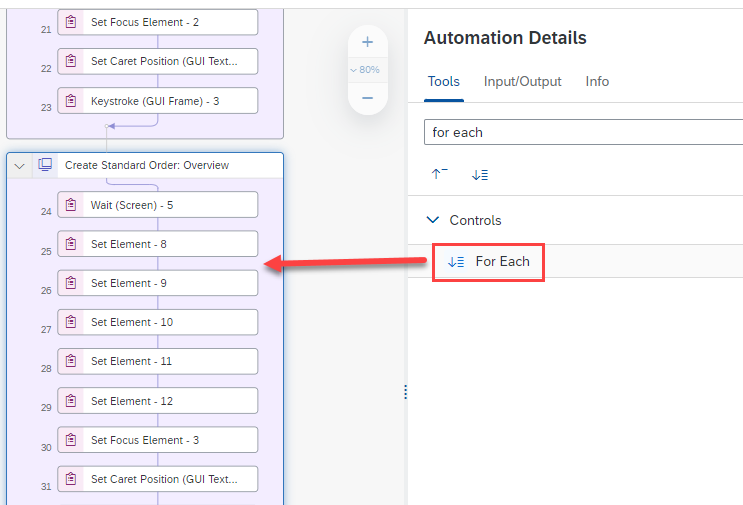 21 Set Focus Element - 2
22 Set Caret Position (GUI Text...
23 Keystroke (GUI Frame) - 3
Create Standard Order: Overview
24 Wait (Screen) - 5
25 Set Element - 8
26 Set Element - 9
27 Set Element - 10
28 Set Element - 11
29 Set Element - 12
30 Set Focus Element - 3
31 Set Caret Position (GUI Text...
80%
Automation Details
Tools Input/Output Info
for each
Controls
For Each